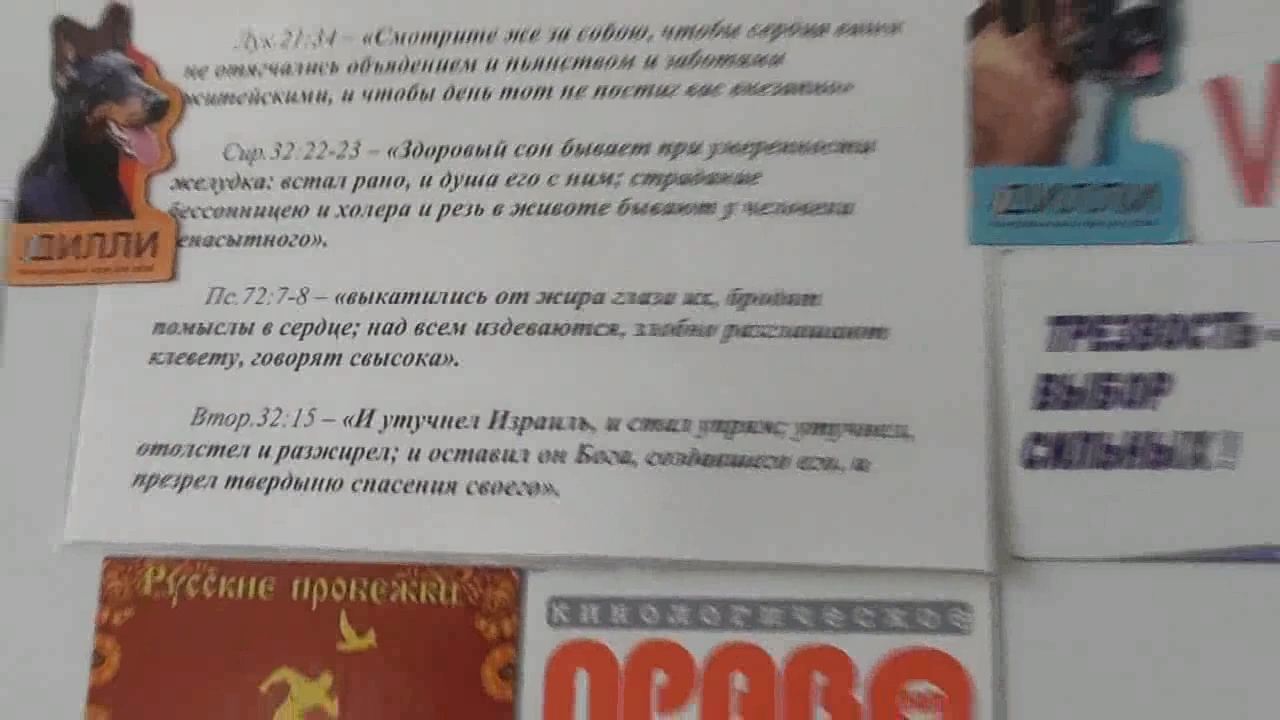 Лук.21:34 – «Смотрите же за собою, чтобы сердца ваши
не отягчались объядением и пьянством и заботами
житейскими, и чтобы день тот не постиг вас внезапно»
Сир.32:22-23 – «Здоровый сон бывает при умеренности
желудка: встал рано, и душа его с ним; страдание
бессонницею и холера и резь в животе бывают у человека
енасытного».
Пс.72:7-8 – «выкатились от жира глаза их, бродят
помыслы в сердце; над всем издеваются, злобно разглашают
клевету, говорят свысока».
Втор.32:15 – «И утучнел Израиль, и стал упрям; утучнел,
отолстел и разжирел; и оставил он Бога, создавшего его, и
презрел твердыню спасения своего».
ДИЛЛИ
ДИЛЛИ
ТРЕЗВОСТЬ -
ВЫБОР
СИЛЬНЫХ!!
Русские пробежки
КИНОЛОГИЧЕСКОЕ
ПРАВО